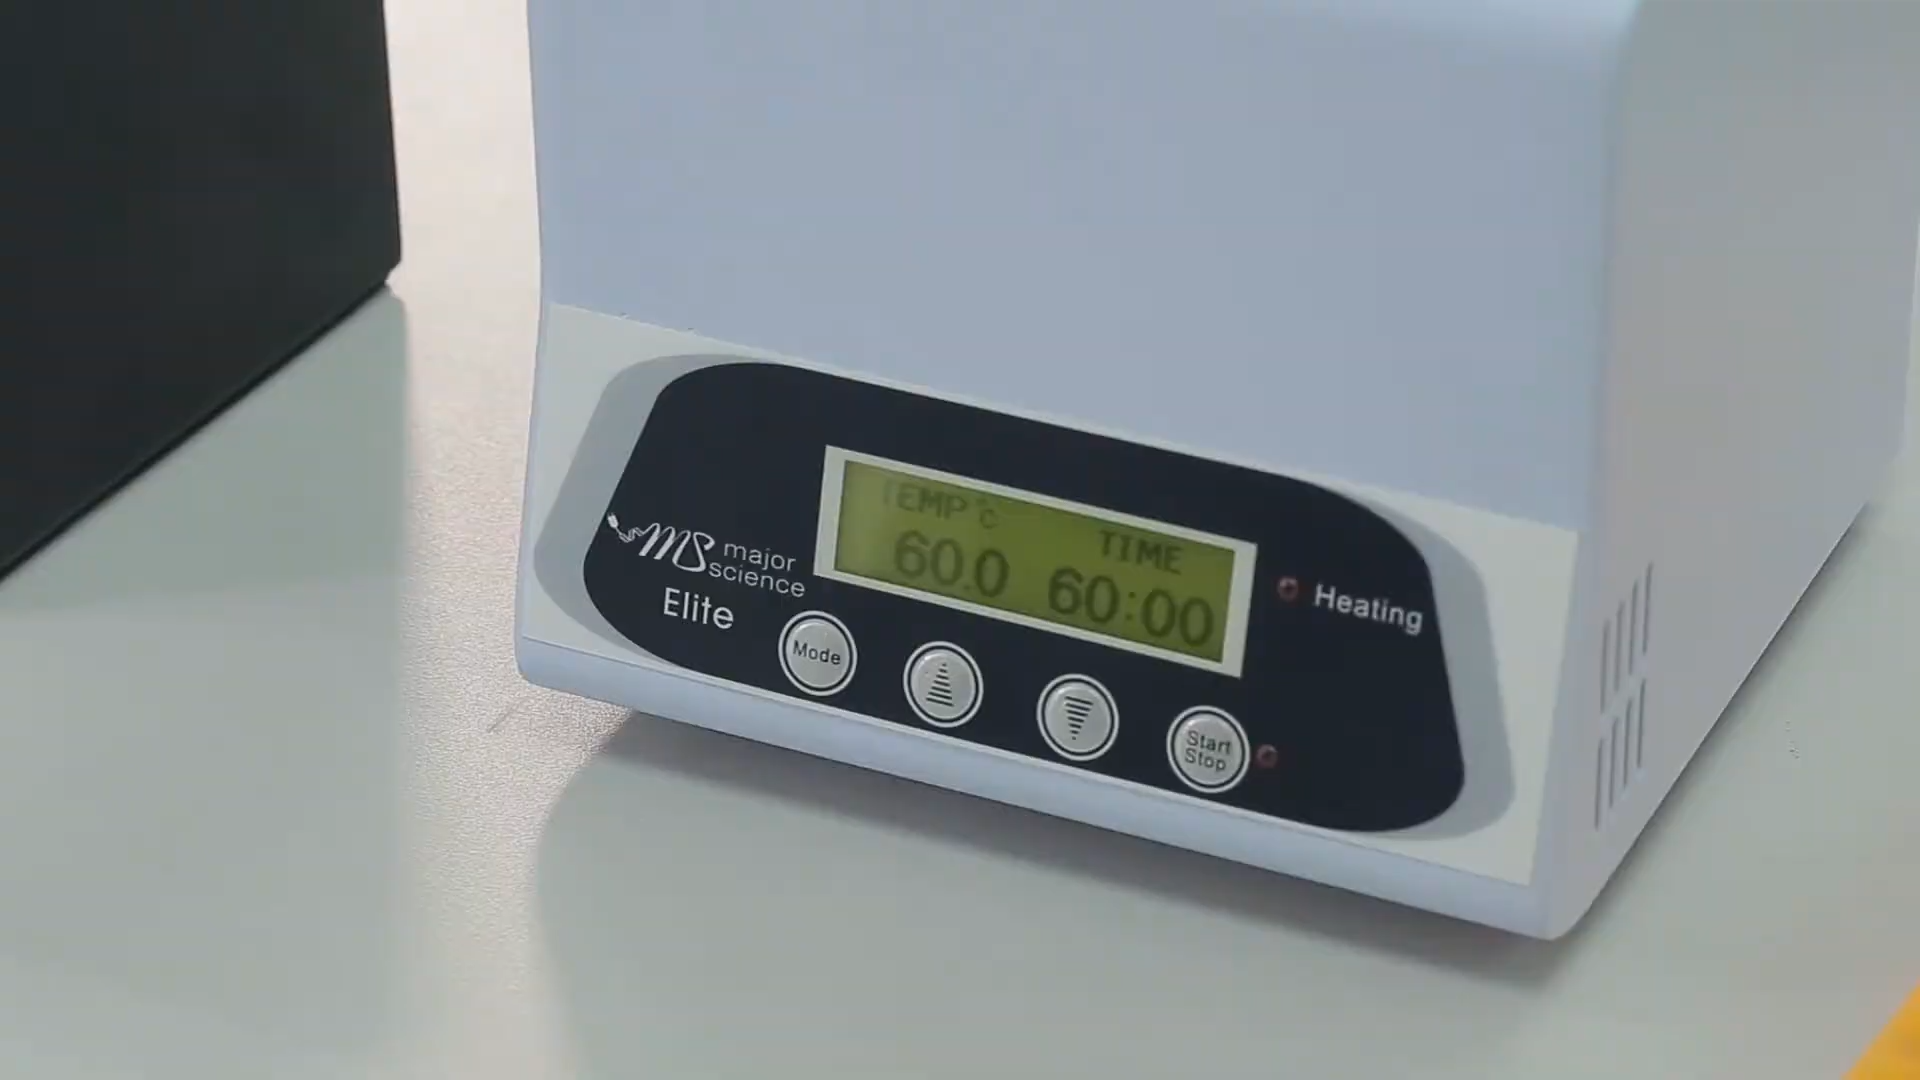 TEMP°C TIME
60.0 60:00
MS major science
Elite
Heating
Mode
Start
Stop